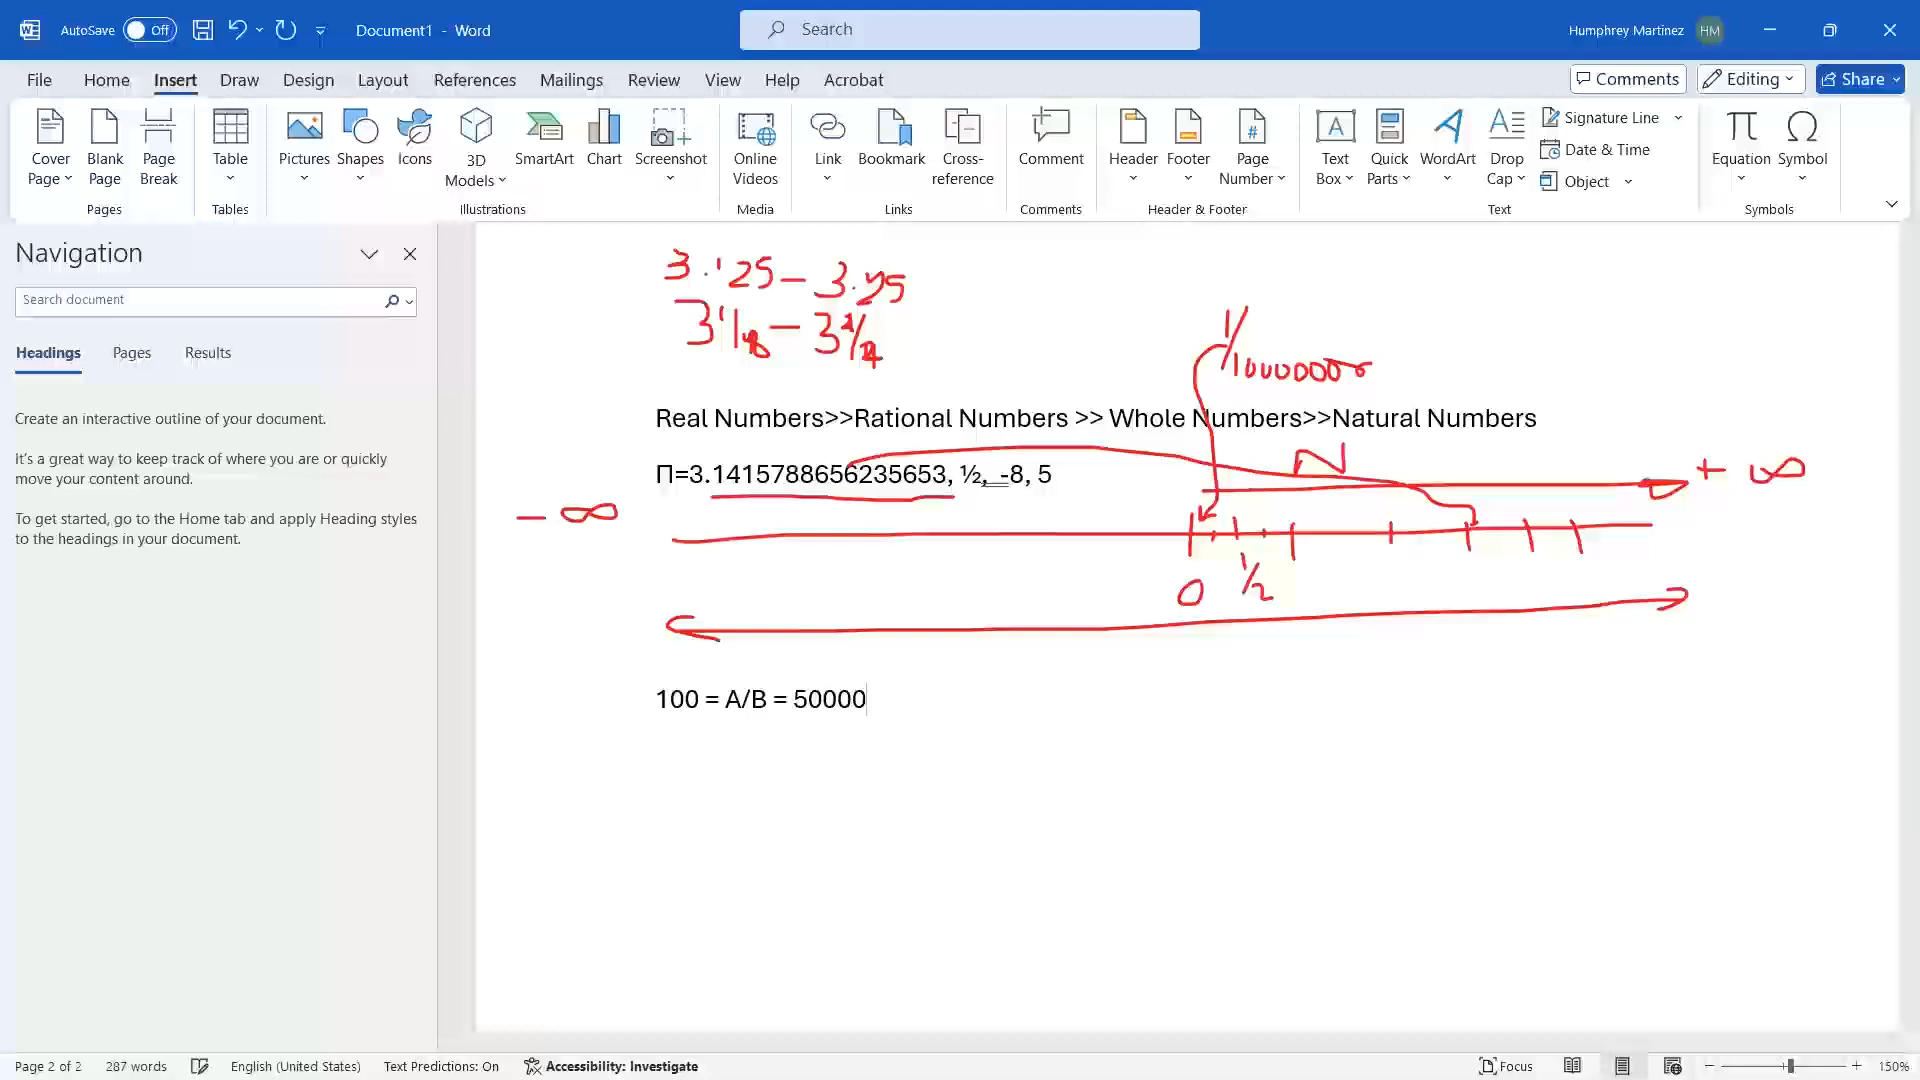 AutoSave Off Document1 - Word Search Humphrey Martinez HM
File Home Insert Draw Design Layout References Mailings Review View Help Acrobat Comments Editing Share
Cover Page Blank Page Page Break Table Pictures Shapes Icons 3D Models SmartArt Chart Screenshot Online Videos Link Bookmark Cross-reference Comment Header Footer Page Number Text Box Quick Parts WordArt Drop Cap Signature Line Date & Time Object Equation Symbol
Pages Tables Illustrations Media Links Comments Header & Footer Text Symbols
Navigation
Search document
Headings Pages Results
Create an interactive outline of your document.
It's a great way to keep track of where you are or quickly
move your content around.
To get started, go to the Home tab and apply Heading styles
to the headings in your document.
3.125 – 3.25
3 1/8 – 3 1/4
Real Numbers>>Rational Numbers >> Whole Numbers>>Natural Numbers
Π=3.1415788656235653, ½, -8, 5
N
+ ∞
- ∞
0 1/2
100 = A/B = 50000
Page 2 of 2 287 words English (United States) Text Predictions: On Accessibility: Investigate Focus 150%